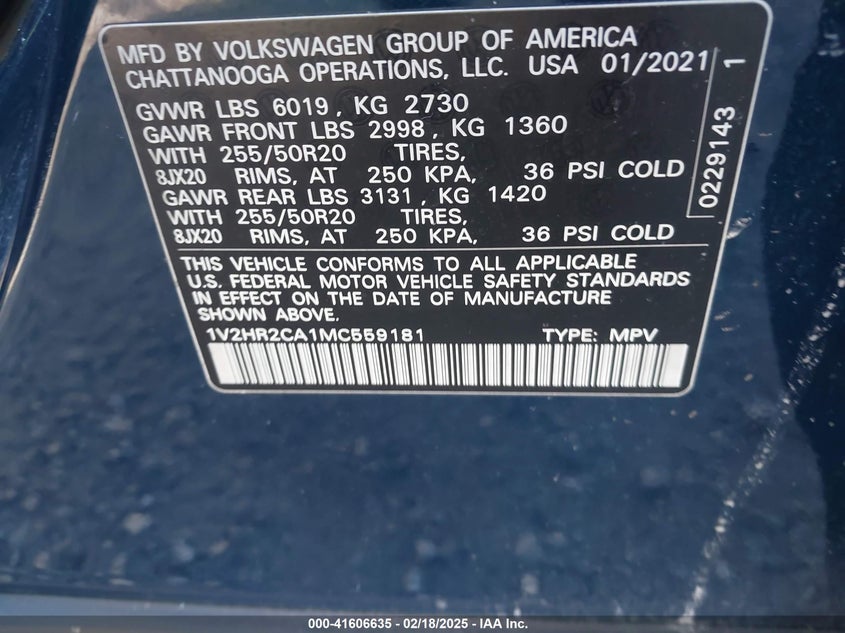 MFD BY VOLKSWAGEN GROUP OF AMERICA
CHATTANOOGA OPERATIONS, LLC. USA 01/2021
GVWR LBS 6019, KG 2730
GAWR FRONT LBS 2998, KG 1360
WITH 255/50R20 TIRES,
8JX20 RIMS, AT 250 KPA, 36 PSI COLD
GAWR REAR LBS 3131, KG 1420
WITH 255/50R20 TIRES,
8JX20 RIMS, AT 250 KPA, 36 PSI COLD
0229143 1
THIS VEHICLE CONFORMS TO ALL APPLICABLE
U.S. FEDERAL MOTOR VEHICLE SAFETY STANDARDS
IN EFFECT ON THE DATE OF MANUFACTURE
SHOWN ABOVE.
1V2HR2CA1MC559181 TYPE: MPV
000-41606635 - 02/18/2025 - IAA Inc.